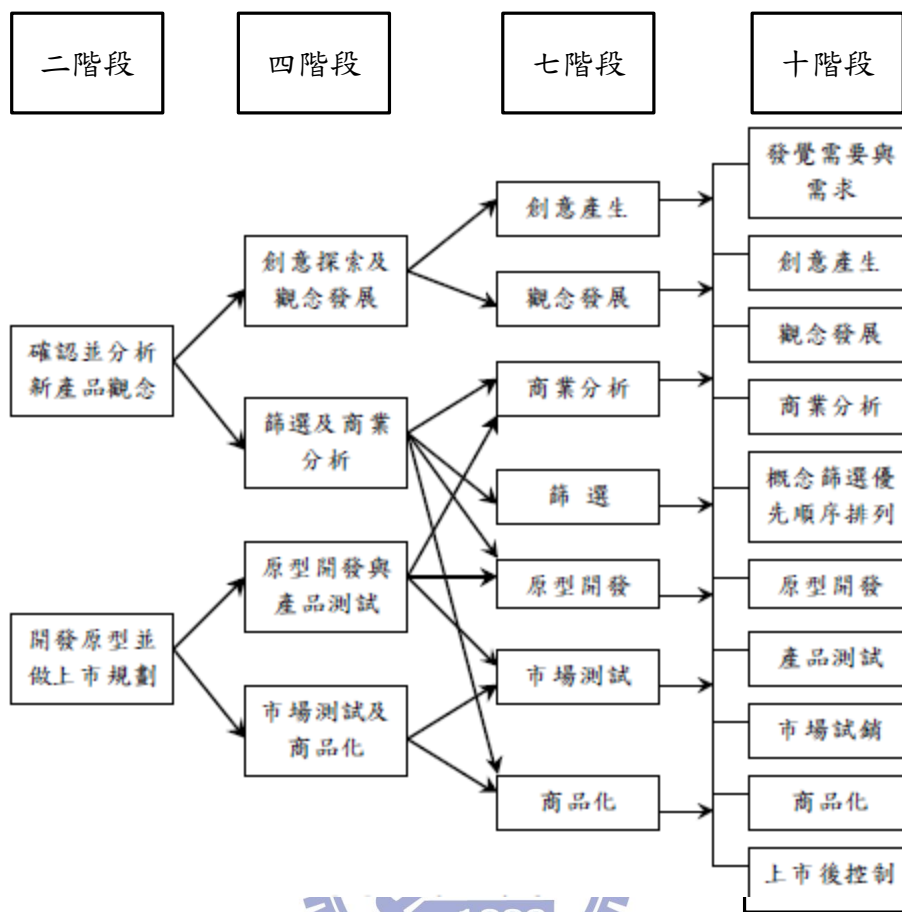 二階段
四階段
七階段
十階段
確認並分析
新產品觀念
開發原型並
做上市規劃
創意探索及
觀念發展
篩選及商業
分析
原型開發與
產品測試
市場測試及
商品化
創意產生
觀念發展
商業分析
篩 選
原型開發
市場測試
商品化
發覺需要與
需求
創意產生
觀念發展
商業分析
概念篩選優
先順序排列
原型開發
產品測試
市場試銷
商品化
上市後控制